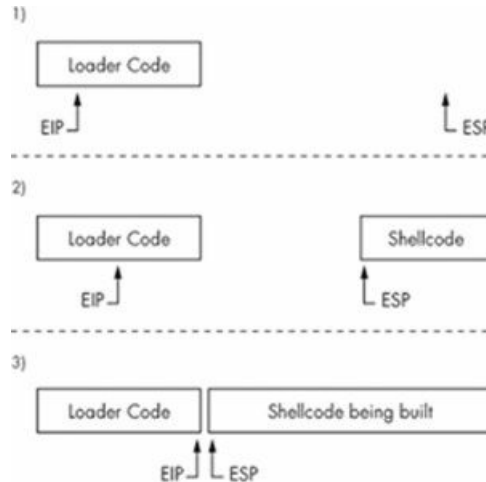 1)
Loader Code
EIP
ESP
2)
Loader Code
Shellcode
EIP
ESP
3)
Loader Code
Shellcode being built
EIP
ESP